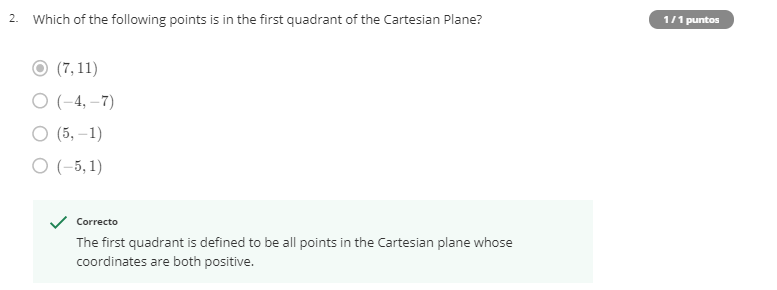 2. Which of the following points is in the first quadrant of the Cartesian Plane?
1 / 1 puntos
(7, 11)
(−4, −7)
(5, −1)
(−5, 1)
Correcto
The first quadrant is defined to be all points in the Cartesian plane whose
coordinates are both positive.